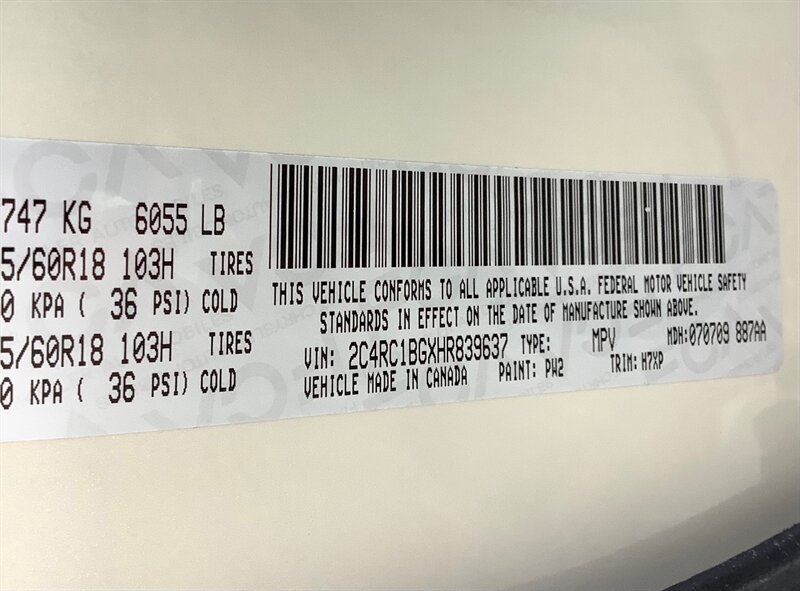 747 KG 6055 LB
5/60R18 103H TIRES
0 KPA ( 36 PSI) COLD
5/60R18 103H TIRES
0 KPA ( 36 PSI) COLD
THIS VEHICLE CONFORMS TO ALL APPLICABLE U.S.A. FEDERAL MOTOR VEHICLE SAFETY
STANDARDS IN EFFECT ON THE DATE OF MANUFACTURE SHOWN ABOVE.
VIN: 2C4RC1BGXHR839637 TYPE: MPV MDH: 070709 887AA
VEHICLE MADE IN CANADA PAINT: PW2 TRIM: H7XP